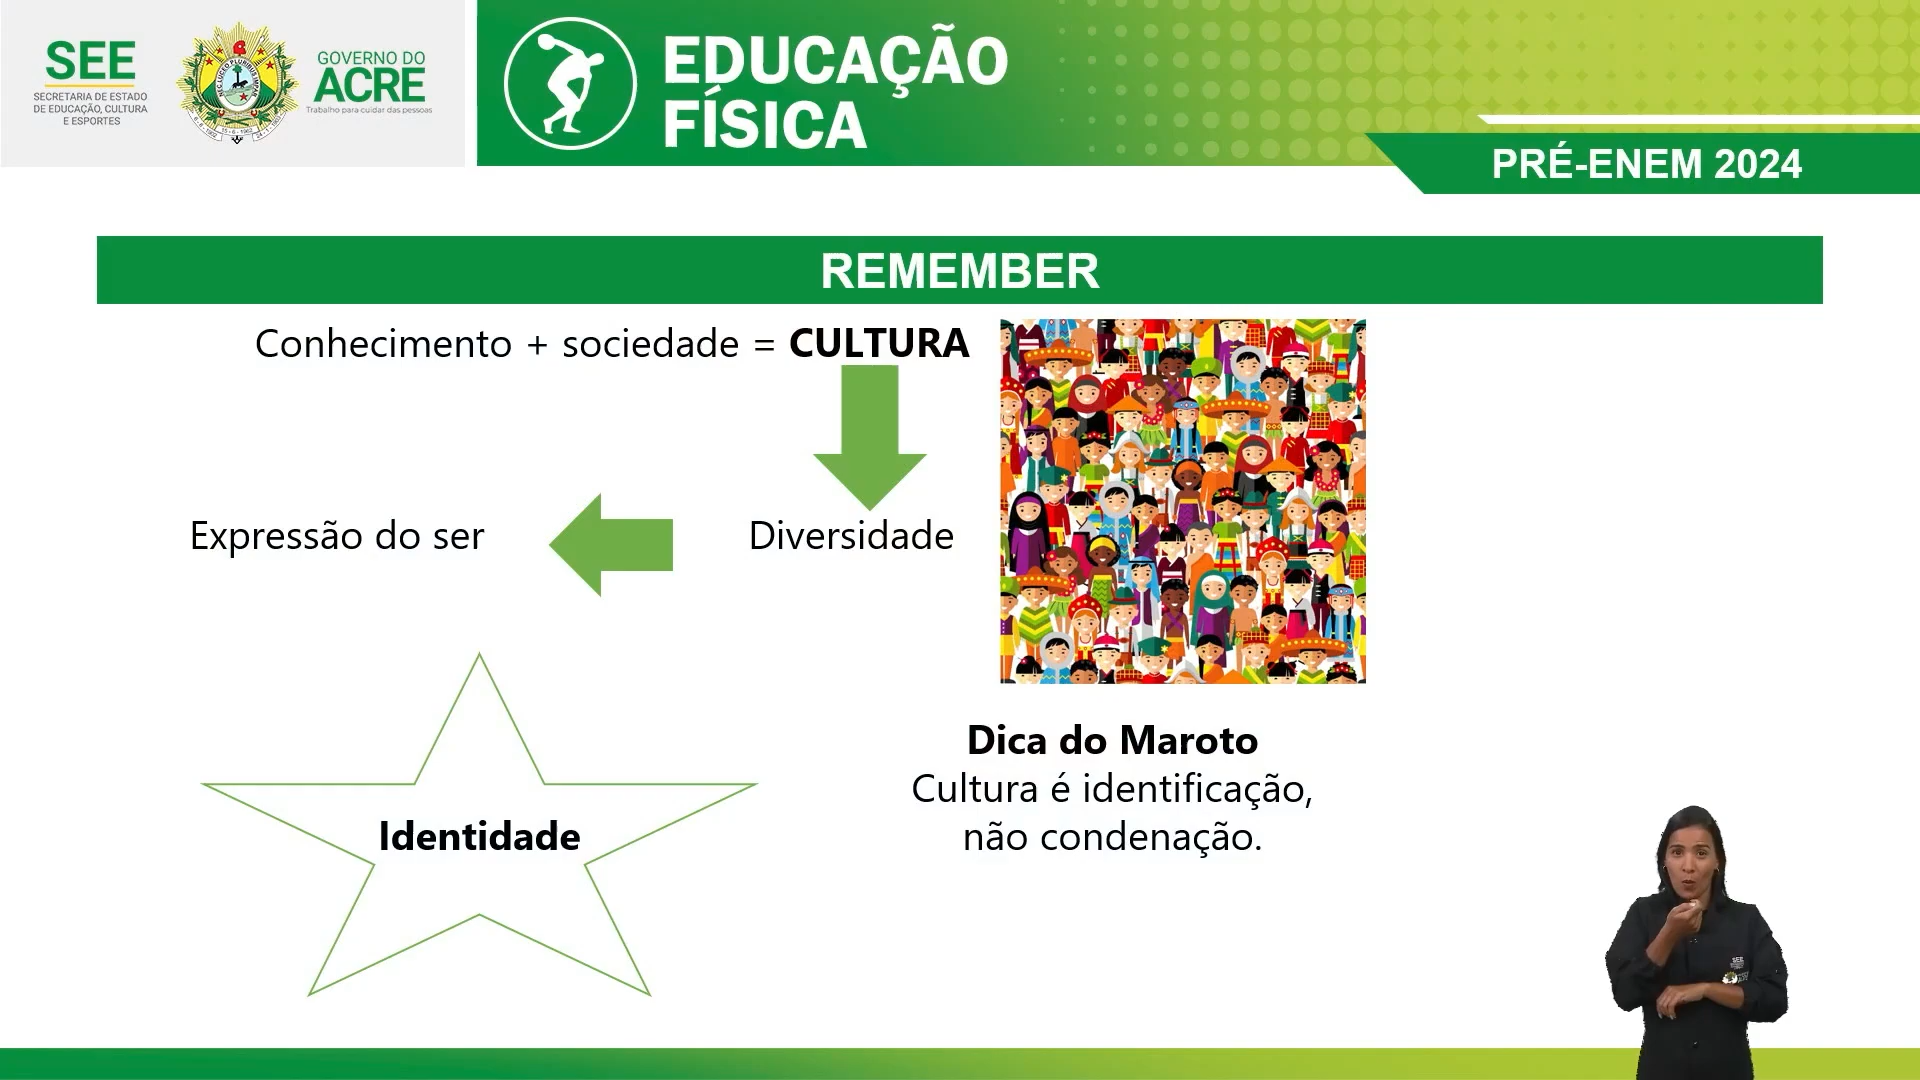 SEE
SECRETARIA DE ESTADO
DE EDUCAÇÃO, CULTURA
E ESPORTES
GOVERNO DO
ACRE
Trabalho para cuidar das pessoas
EDUCAÇÃO
FÍSICA
PRÉ-ENEM 2024
REMEMBER
Conhecimento + sociedade = CULTURA
Expressão do ser
Diversidade
Identidade
Dica do Maroto
Cultura é identificação,
não condenação.
SEE